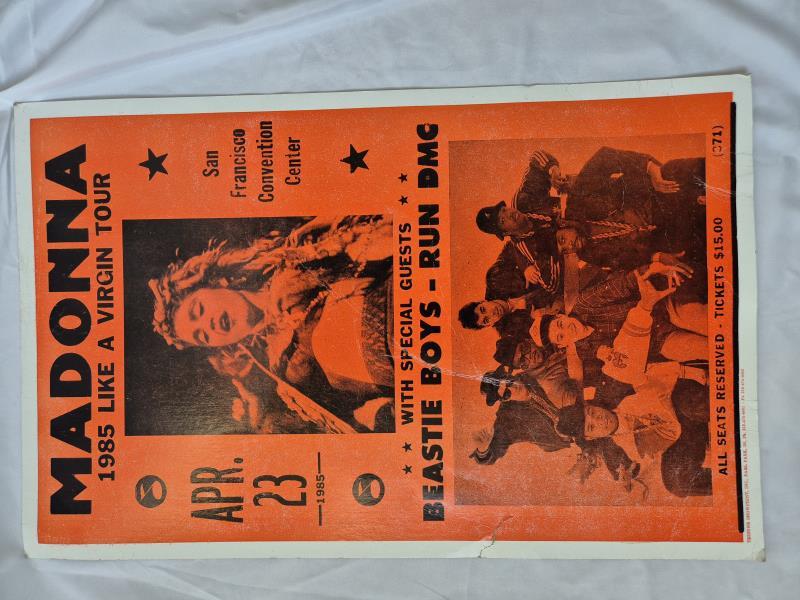 MADONNA
1985 LIKE A VIRGIN TOUR
APR.
23
1985
San
Francisco
Convention
Center
WITH SPECIAL GUESTS
BEASTIE BOYS - RUN DMC
ALL SEATS RESERVED - TICKETS $15.00